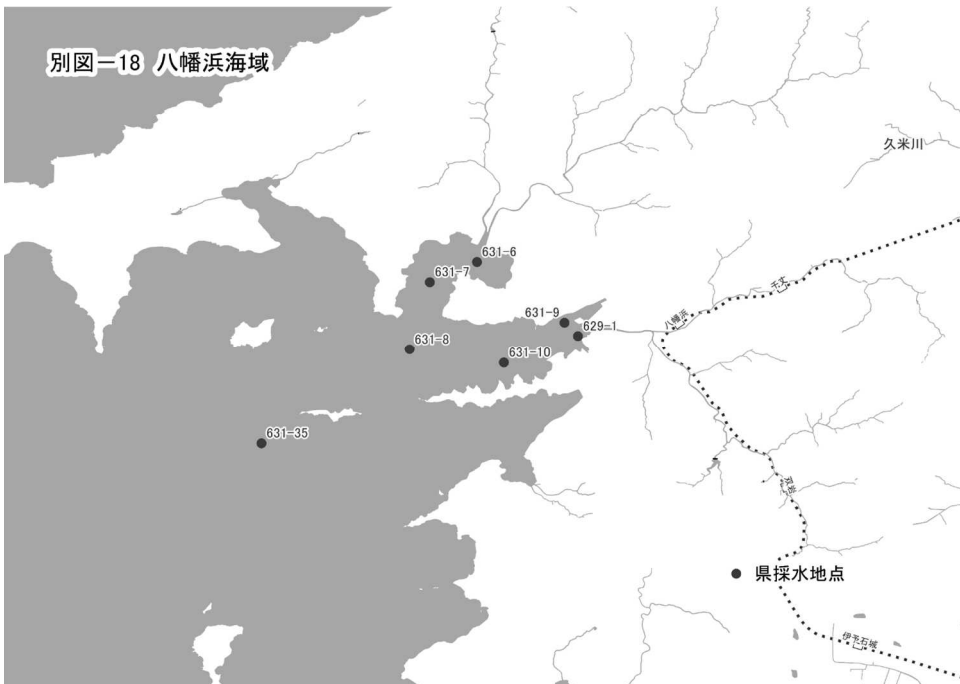 別図－18 八幡浜海域
久米川
631-6
631-7
千丈
631-9
八幡浜
629-1
631-8
631-10
631-35
双岩
県採水地点
伊予石城